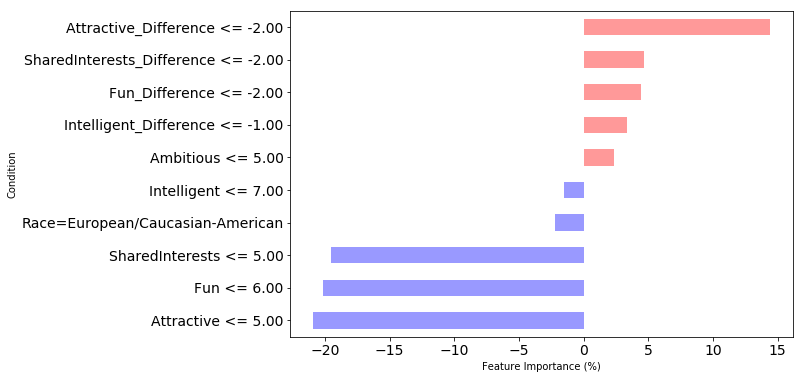 Attractive_Difference <= -2.00
SharedInterests_Difference <= -2.00
Fun_Difference <= -2.00
Intelligent_Difference <= -1.00
Ambitious <= 5.00
Intelligent <= 7.00
Race=European/Caucasian-American
SharedInterests <= 5.00
Fun <= 6.00
Attractive <= 5.00
Condition
−20 −15 −10 −5 0 5 10 15
Feature Importance (%)